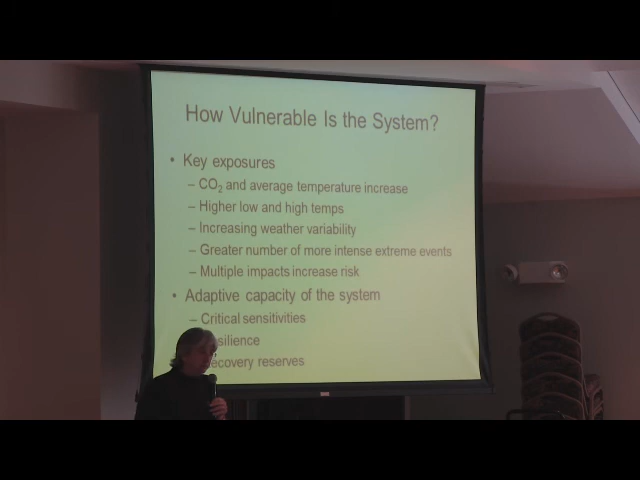 How Vulnerable Is the System?
• Key exposures
– CO₂ and average temperature increase
– Higher low and high temps
– Increasing weather variability
– Greater number of more intense extreme events
– Multiple impacts increase risk
• Adaptive capacity of the system
– Critical sensitivities
silience
ecovery reserves